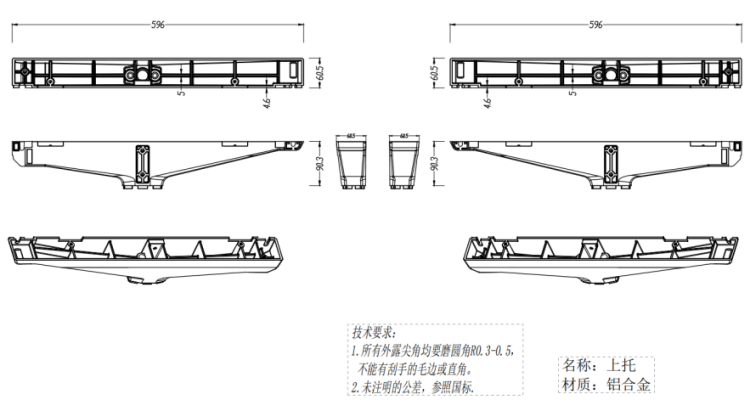 596
596
60.5
5
4.6
60.5
5
4.6
90.3
60.5
60.5
90.3
技术要求:
1.所有外露尖角均要磨圆角R0.3-0.5,
不能有刮手的毛边或直角。
2.未注明的公差,参照国标.
名称:上托
材质:铝合金